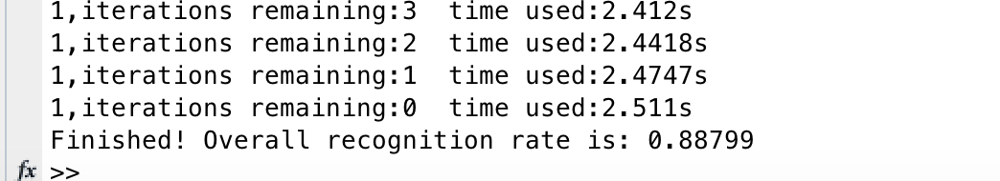 1,iterations remaining:3  time used:2.412s
1,iterations remaining:2  time used:2.4418s
1,iterations remaining:1  time used:2.4747s
1,iterations remaining:0  time used:2.511s
Finished! Overall recognition rate is: 0.88799
fx >>